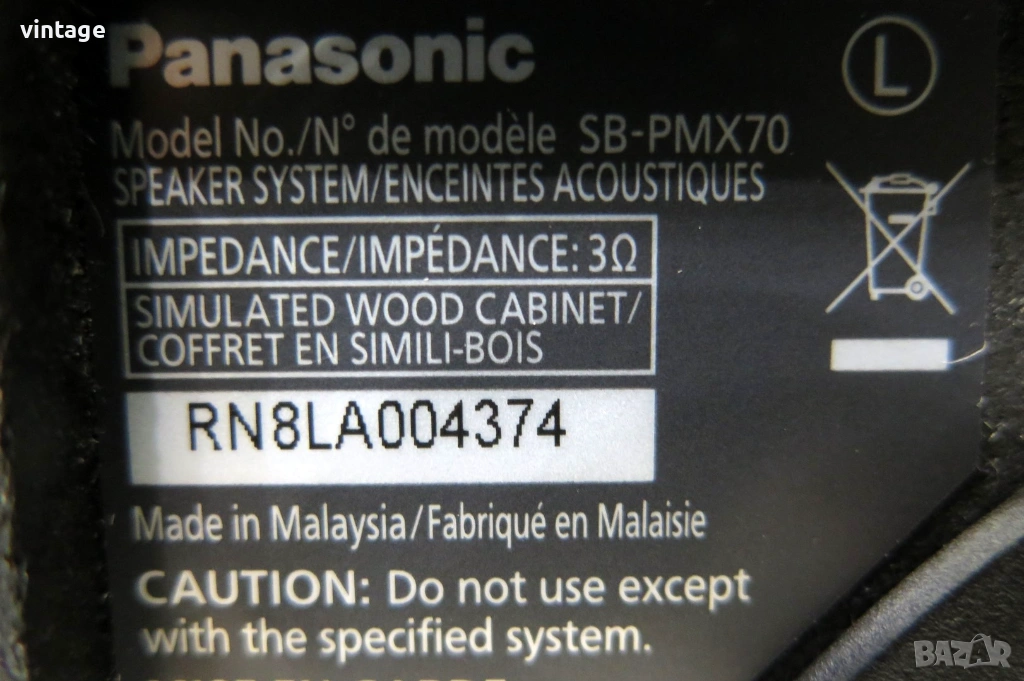 vintage
Panasonic
L
Model No./N° de modèle SB-PMX70
SPEAKER SYSTEM/ENCEINTES ACOUSTIQUES
IMPEDANCE/IMPÉDANCE: 3Ω
SIMULATED WOOD CABINET/
COFFRET EN SIMILI-BOIS
RN8LA004374
Made in Malaysia/Fabriqué en Malaisie
CAUTION: Do not use except
with the specified system.
BAZAR